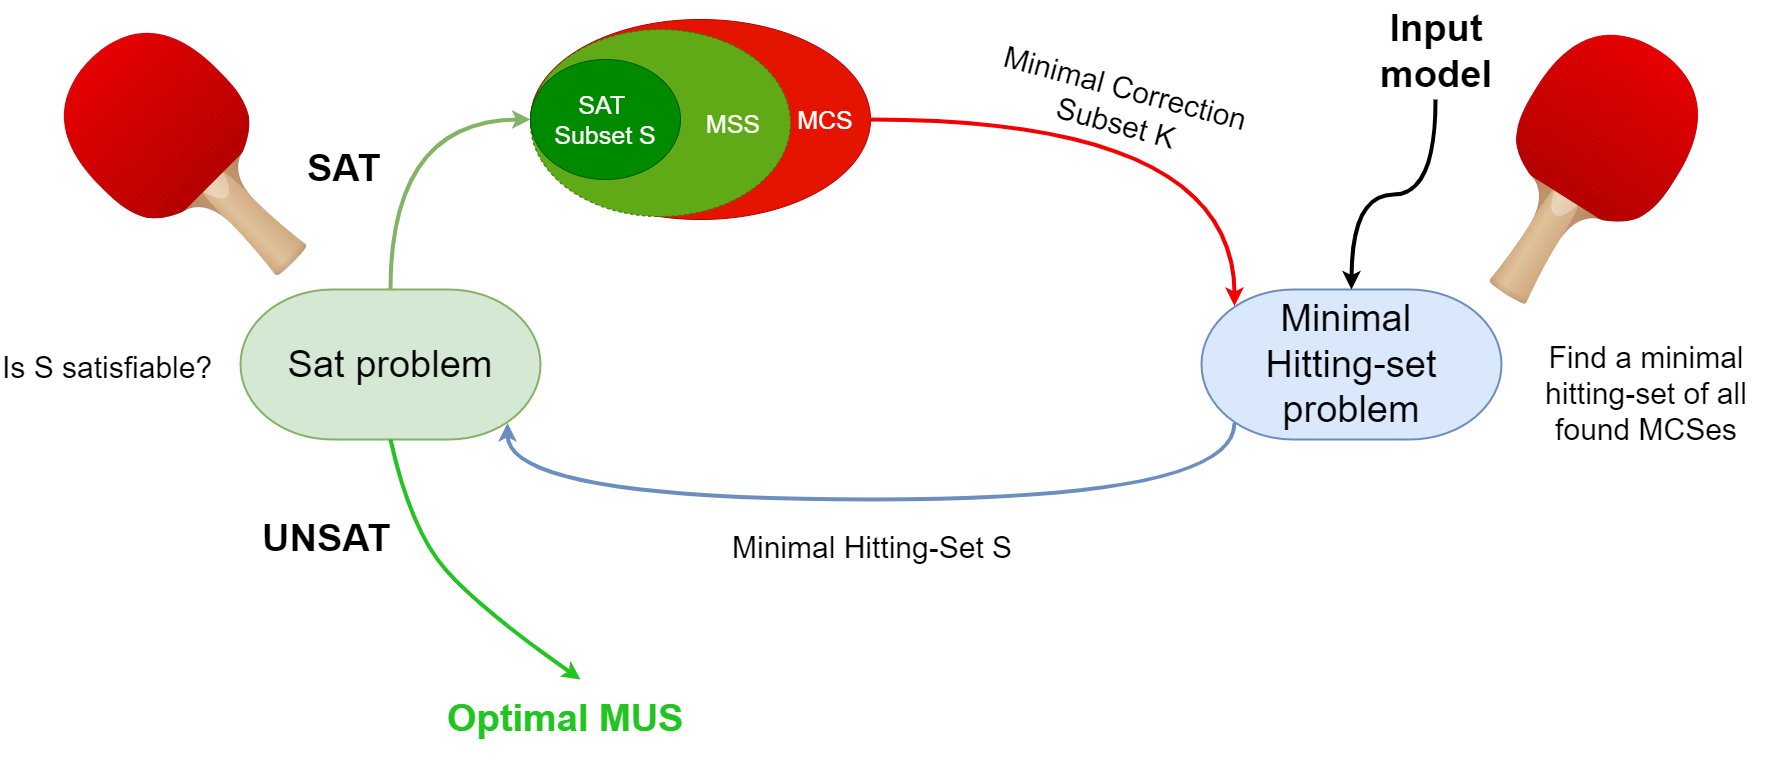 Input
model
Minimal Correction
Subset K
SAT
Subset S
MSS
MCS
SAT
Is S satisfiable?
Sat problem
Minimal
Hitting-set
problem
Find a minimal
hitting-set of all
found MCSes
UNSAT
Minimal Hitting-Set S
Optimal MUS